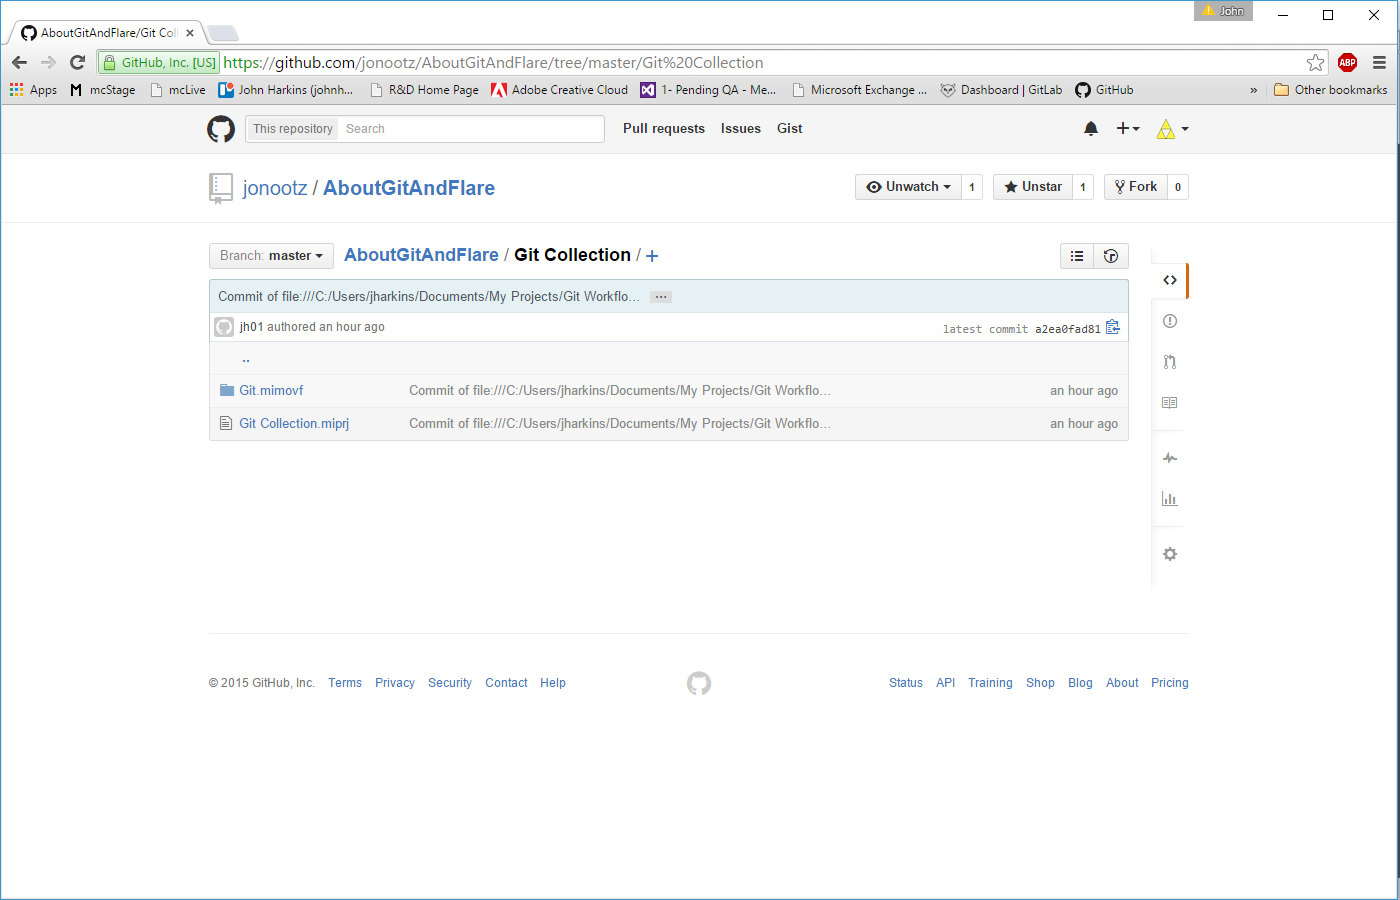 John
AboutGitAndFlare/Git Col
GitHub, Inc. [US] https://github.com/jonootz/AboutGitAndFlare/tree/master/Git%20Collection ABP
Apps M mcStage mcLive John Harkins (johnh... R&D Home Page Adobe Creative Cloud 1- Pending QA - Me... Microsoft Exchange ... Dashboard | GitLab GitHub » Other bookmarks
This repository Search Pull requests Issues Gist
jonootz / AboutGitAndFlare Unwatch 1 Unstar 1 Fork 0
Branch: master AboutGitAndFlare / Git Collection / +
Commit of file:///C:/Users/jharkins/Documents/My Projects/Git Workflo… …
jh01 authored an hour ago latest commit a2ea0fad81
..
Git.mimovf Commit of file:///C:/Users/jharkins/Documents/My Projects/Git Workflo… an hour ago
Git Collection.miprj Commit of file:///C:/Users/jharkins/Documents/My Projects/Git Workflo… an hour ago
© 2015 GitHub, Inc. Terms Privacy Security Contact Help Status API Training Shop Blog About Pricing